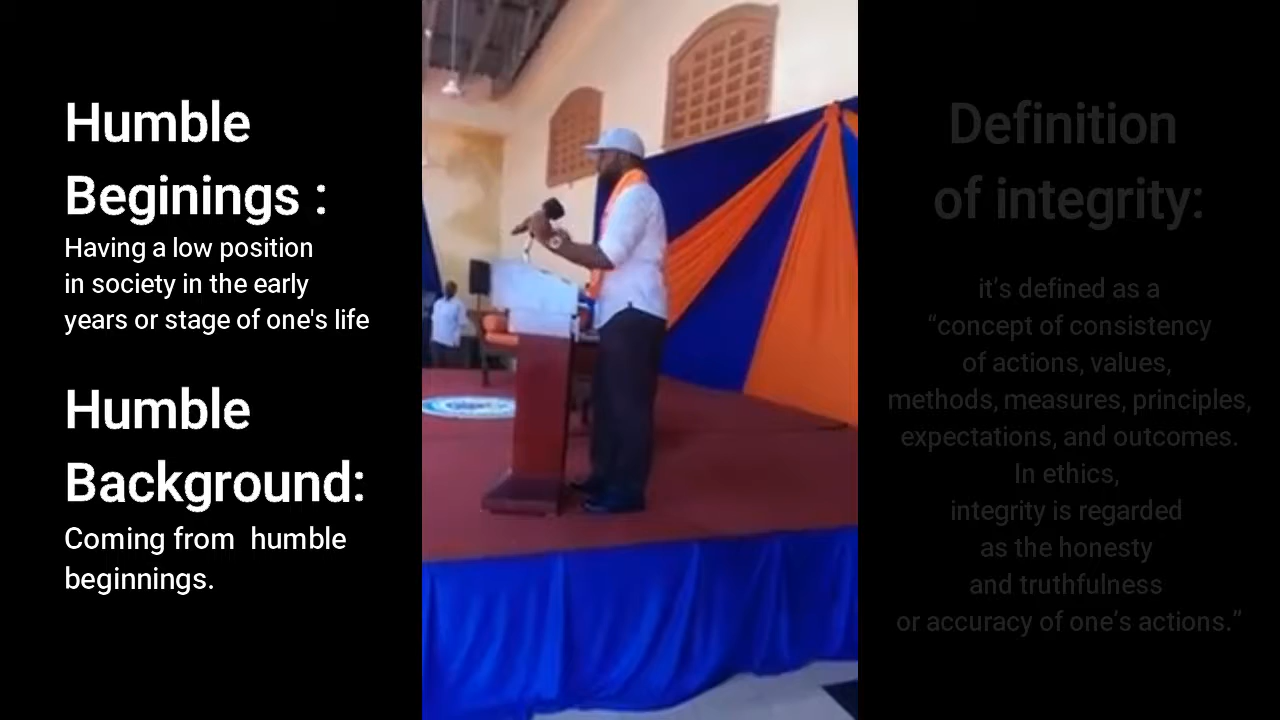 Humble
Beginings :
Having a low position
in society in the early
years or stage of one's life
Humble
Background:
Coming from  humble
beginnings.
Definition
of integrity:
it's defined as a
“concept of consistency
of actions, values,
methods, measures, principles,
expectations, and outcomes.
In ethics,
integrity is regarded
as the honesty
and truthfulness
or accuracy of one's actions.”